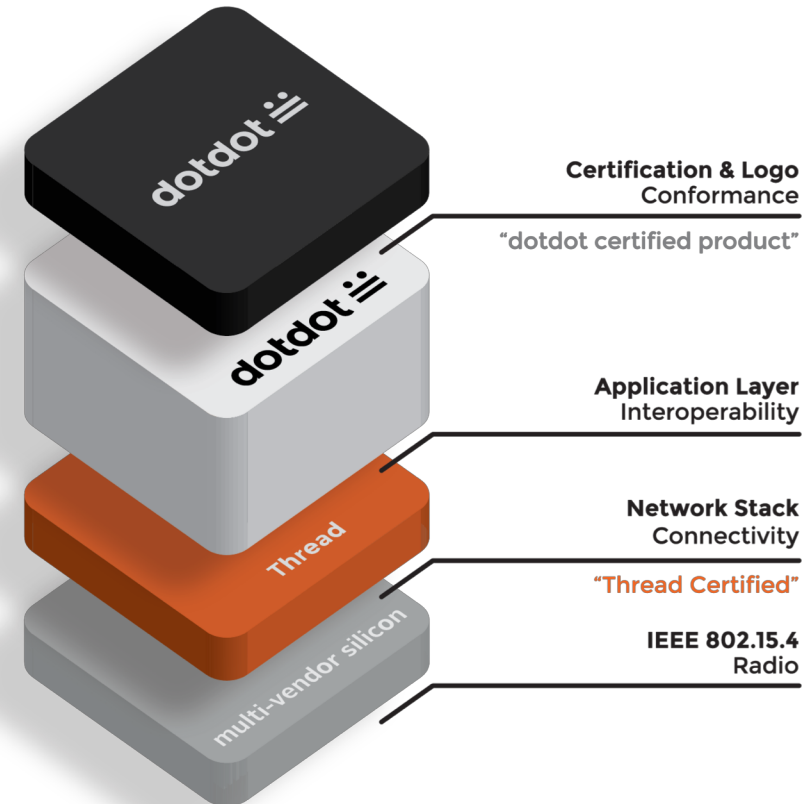 dotdot
Certification & Logo
Conformance
“dotdot certified product”
dotdot
Application Layer
Interoperability
Network Stack
Connectivity
Thread
“Thread Certified”
IEEE 802.15.4
Radio
multi-vendor silicon